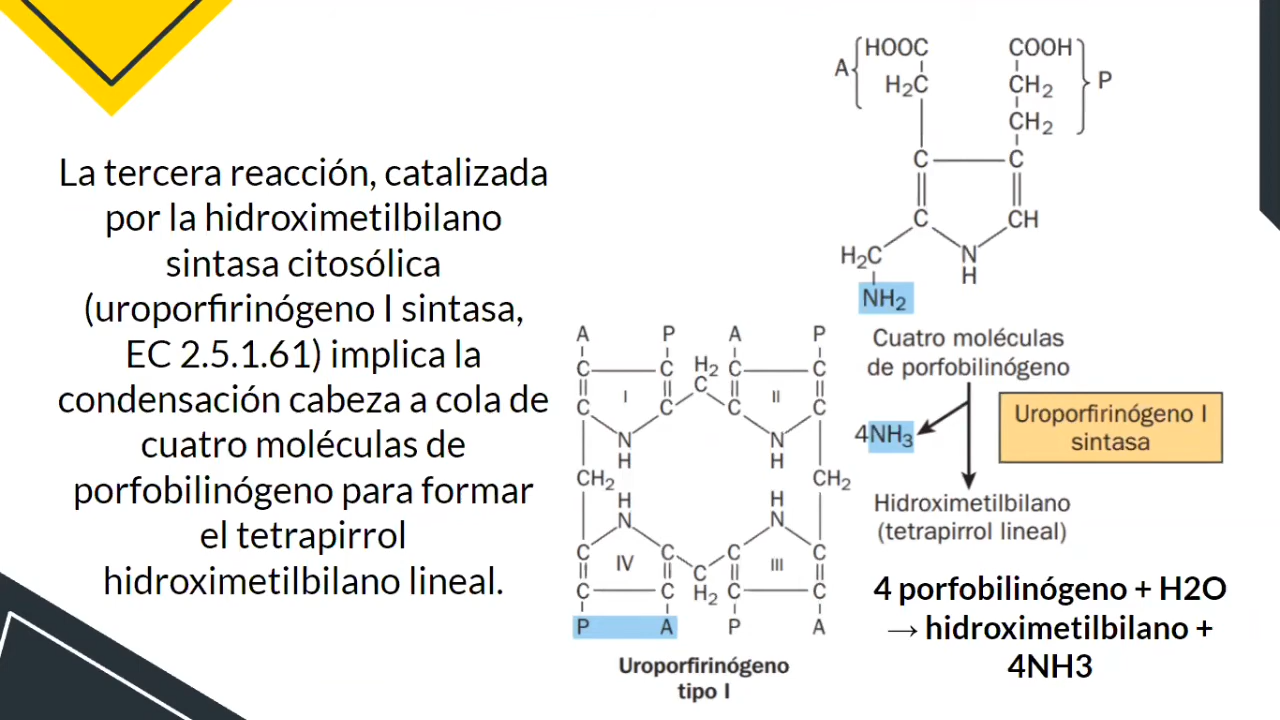 La tercera reacción, catalizada
por la hidroximetilbilano
sintasa citosólica
(uroporfirinógeno I sintasa,
EC 2.5.1.61) implica la
condensación cabeza a cola de
cuatro moléculas de
porfobilinógeno para formar
el tetrapirrol
hidroximetilbilano lineal.
HOOC COOH
A H₂C CH₂ P
CH₂
C C
C CH
H₂C N
H
NH₂
Cuatro moléculas
de porfobilinógeno
4NH₃
Uroporfirinógeno I
sintasa
Hidroximetilbilano
(tetrapirrol lineal)
A P A P
C C H₂ C C
C I C C C II C
N N
H H
CH₂ CH₂
H H
N N
C IV C C C III C
C C H₂ C C
P A P A
Uroporfirinógeno
tipo I
4 porfobilinógeno + H2O
→ hidroximetilbilano +
4NH3